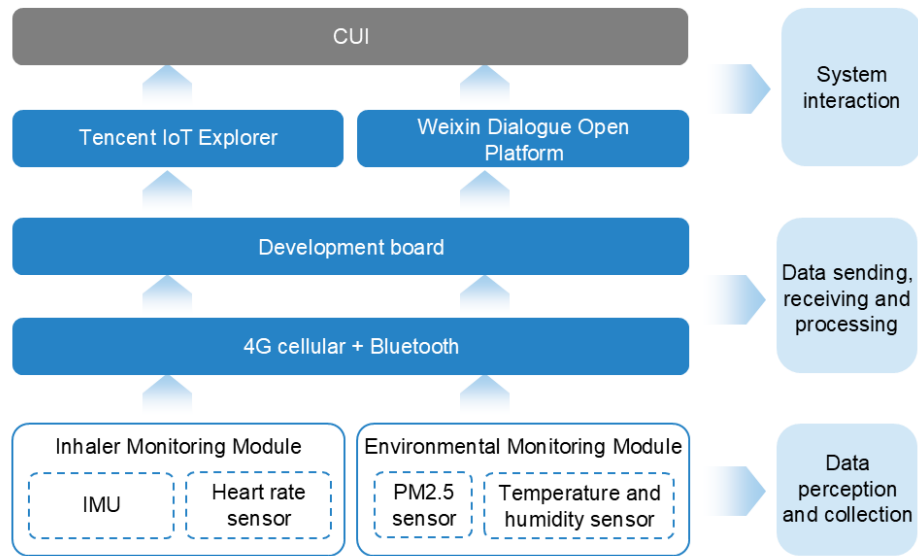 CUI
System
interaction
Tencent IoT Explorer
Weixin Dialogue Open
Platform
Development board
Data sending,
receiving and
processing
4G cellular + Bluetooth
Inhaler Monitoring Module
IMU
Heart rate
sensor
Environmental Monitoring Module
PM2.5
sensor
Temperature and
humidity sensor
Data
perception
and collection